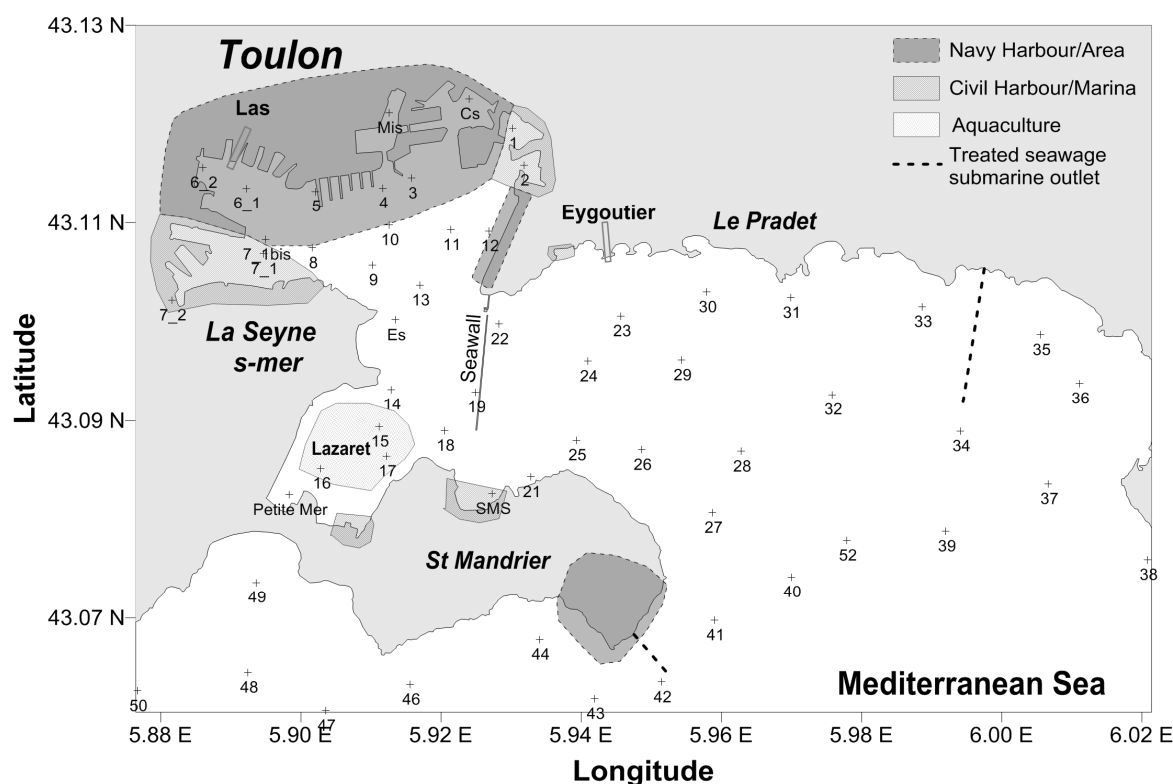 43.13 N
Toulon
Navy Harbour/Area
Civil Harbour/Marina
Aquaculture
Treated seawage
submarine outlet
Las
Mis
Cs
1
2
6_2
6_1
5
4
3
43.11 N
Eygoutier
Le Pradet
10
11
12
7_1bis
7_1
8
9
13
7_2
La Seyne
s-mer
Es
Seawall
22
23
30
31
33
35
24
29
32
36
Latitude
43.09 N
14
19
15
Lazaret
16
17
18
25
26
28
34
37
Petite Mer
SMS
21
27
52
39
38
St Mandrier
49
40
43.07 N
41
44
48
46
42
43
50
47
Mediterranean Sea
5.88 E
5.90 E
5.92 E
5.94 E
5.96 E
5.98 E
6.00 E
6.02 E
Longitude